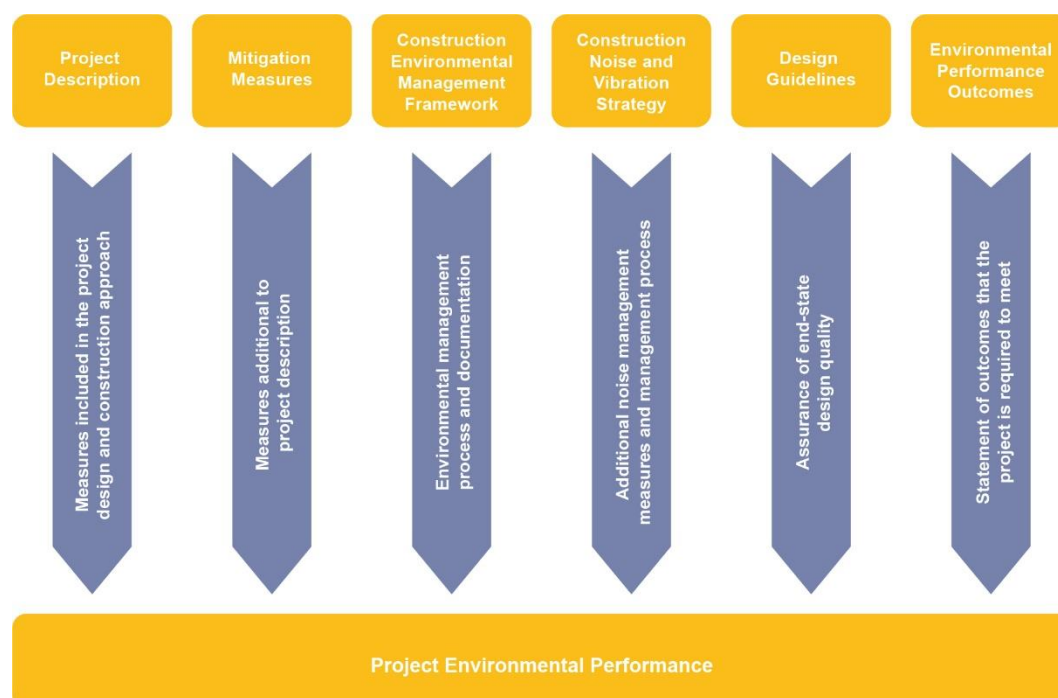 Project
Description
Mitigation
Measures
Construction
Environmental
Management
Framework
Construction
Noise and
Vibration
Strategy
Design
Guidelines
Environmental
Performance
Outcomes
Measures included in the project
design and construction approach
Measures additional to
project description
Environmental management
process and documentation
Additional noise management
measures and management process
Assurance of end-state
design quality
Statement of outcomes that the
project is required to meet
Project Environmental Performance